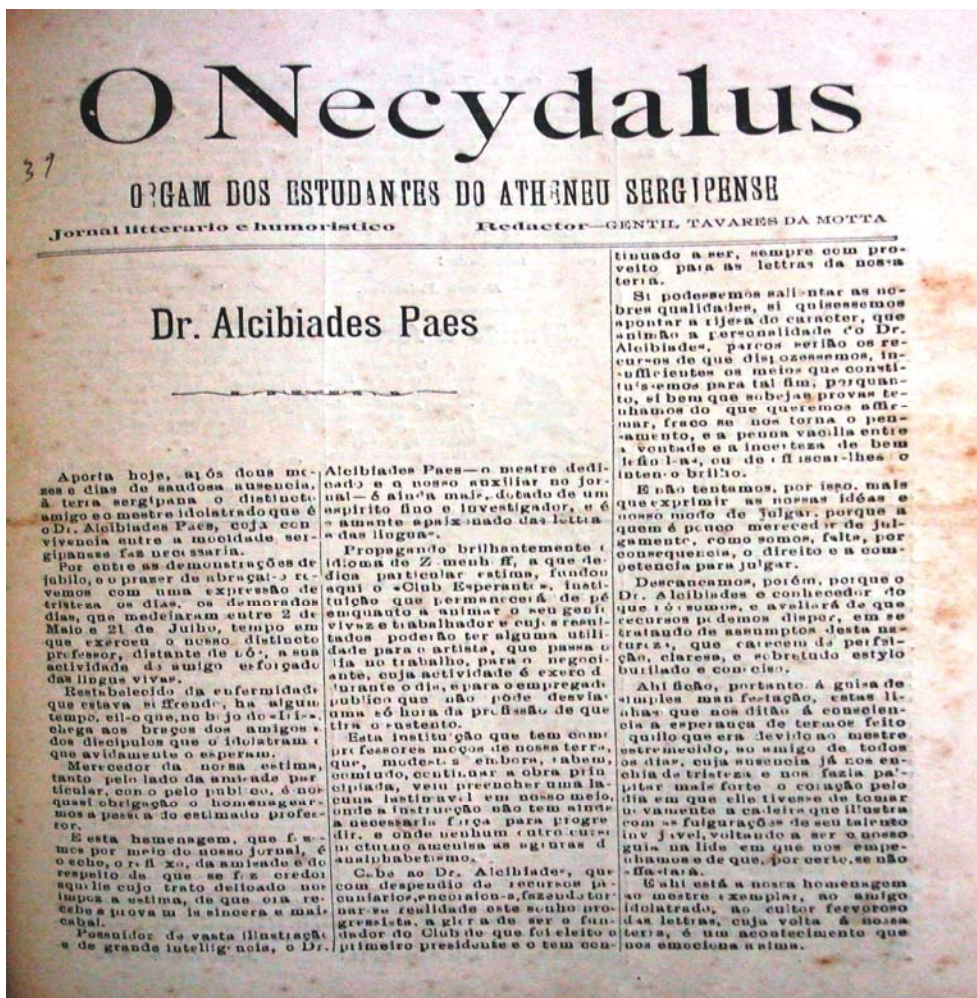 O Necydalus
39
ORGAM DOS ESTUDANTES DO ATHENEU SERGIPENSE
Jornal litterario e humoristico Redactor—GENTIL TAVARES DA MOTTA
Dr. Alcibiades Paes
Aporta hoje, após dous me-
zes e dias de saudosa ausencia,
á terra sergipana o distincto
amigo e o mestre idolatrado que é
o Dr. Alcibiades Paes, cuja con
vivencia entre a mocidade ser-
gipanase faz necessaria.
Por entre as demonstrações de
jubilo, e o prazer de abraçal-o re-
vemos com uma expressão de
tristeza os dias, os demorados
dias, que medeiaram entre 2 de
Maio e 21 de Julho, tempo em
que exerceu o nosso distincto
professor, distante de nós, a sua
actividade de amigo esforçado
das linguas vivas.
Restabelecido da enfermidade
que estava soffrendo, ha algum
tempo, eil-o que, no bojo do
chega aos braços dos amigos e
dos discipulos que o idolatram e
que avidamente o esperam.
Merecedor da nossa estima,
tanto pelo lado da amisade par
ticular, como pelo publico, é nos
quasi obrigação o homenagear-
mos a pessoa do estimado profes-
sor.
E esta homenagem, que faze-
mos por meio do nosso jornal, é
o echo, o reflexo, da amisade e do
respeito de que se faz credor
aquelle cujo trato delicado nos
impoz a estima, de que ora re-
cebe a prova mais sincera e mais
cabal.
Possuidor de vasta illustração
e de grande intelligencia, o Dr.
Alcibiades Paes—o mestre dedi-
cado e o nosso auxiliar no jor-
nal—é ainda mais, dotado de um
espirito fino e investigador, e é
o amante apaixonado das lettras
e das linguas.
Propagando brilhantemente o
idioma de Zamenhoff, a que de-
dica particular estima, fundou
aqui o «Club Esperanto», insti-
tuição que permanecerá de pé
emquanto a animar o seu genio
vivaz e trabalhador e cujos resul-
tados poderão ter alguma utili-
dade para o artista, que passa o
dia no trabalho, para o negoci-
ante, cuja actividade é exerc
durante o dia, e para o empregado
publico que não póde desviar
uma só hora da profissão de que
tira o sustento.
Esta instituição que tem como
professores moços de nossa terra,
que, modestos embora, sabem,
comtudo, continuar a obra prin
cipiada, veiu preencher uma la-
cuna lastimavel em nosso meio,
onde a instrucção não tem ainda
a necessaria força para progre
dir, e onde nenhum outro curso
nocturno amenisa as agruras do
analphabetismo.
Cabe ao Dr. Alcibiades, que
com despendio de recursos pe
cuniarios, encoraiou-a, fazendo tor
nar-se realidade este sonho pro
gressista, a gloria de ser o fun
dador do Club de que foi eleito o
primeiro presidente e o tem con-
tinuado a ser, sempre com pro-
veito para as lettras da nossa
terra.
Si podessemos salientar as no-
bres qualidades, si quisessemos
apontar a rijesa do caracter, que
animão a personalidade do Dr.
Alcibiades, parcos serião os re-
cursos de que dispozessemos, in-
sufficientes os meios que consti-
tuissemos para tal fim, porquan-
to, si bem que sobejas provas te-
nhamos do que queremos affir-
mar, fraco se nos torna o pen-
samento, e a penna vacilla entre
a vontade e a incerteza de bem
definil-as, ou de offuscar-lhes o
intenso brilho.
E não tentamos, por isso, mais
que exprimir as nossas idéas e
nosso modo de julgar, porque a
quem é pouco merecedor de jul-
gamento, como somos, falta, por
consequencia, o direito e a com-
petencia para julgar.
Descancamos, porém, porque o
Dr. Alcibiades e conhecedor do
que nós somos, e avaliará de que
recursos podemos dispor, em se
tratando de assumptos desta na-
tureza, que carecem da perfei-
ção, claresa, e sobretudo estylo
burilado e conciso.
Ahi ficão, portanto, á guisa de
simples manifestação, estas li-
nhas que nos ditão á conscien-
cia a esperança de termos feito
aquillo que era devido ao mestre
estremecido, ao amigo de todos
os dias, cuja ausencia já nos en-
chia de tristeza e nos fazia pal-
pitar mais forte o coração pelo
dia em que elle tivesse de tomar
novamente a cadeira que illustra
com as fulgurações de seu talento
invejavel, voltando a ser o nosso
guia na lide em que nos empe-
nhamos e de que, por certo, se não
affastará.
E ahi está a nossa homenagem
ao mestre exemplar, ao amigo
idolatrado, ao cultor fervoroso
das lettras, cuja volta á nossa
terra, é um acontecimento que
nos emociona a alma.